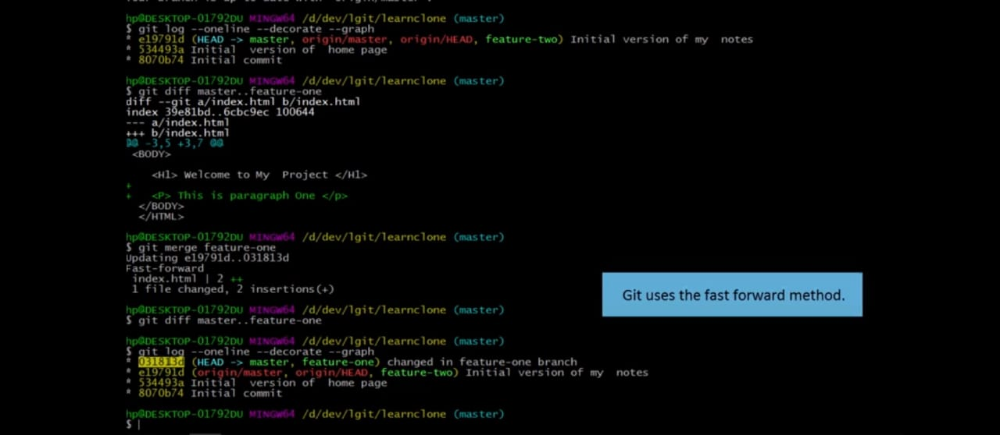 Your branch is up to date with 'origin/master'.
hp@DESKTOP-01792DU MINGW64 /d/dev/lgit/learnclone (master)
$ git log --oneline --decorate --graph
* e19791d (HEAD -> master, origin/master, origin/HEAD, feature-two) Initial version of my  notes
* 534493a Initial  version of  home page
* 8070b74 Initial commit
hp@DESKTOP-01792DU MINGW64 /d/dev/lgit/learnclone (master)
$ git diff master..feature-one
diff --git a/index.html b/index.html
index 39e81bd..6cbc9ec 100644
--- a/index.html
+++ b/index.html
@@ -3,5 +3,7 @@
<BODY>
<H1> Welcome to My  Project </H1>
+
+   <P> This is paragraph One </p>
</BODY>
</HTML>
hp@DESKTOP-01792DU MINGW64 /d/dev/lgit/learnclone (master)
$ git merge feature-one
Updating e19791d..031813d
Fast-forward
index.html | 2 ++
1 file changed, 2 insertions(+)
Git uses the fast forward method.
hp@DESKTOP-01792DU MINGW64 /d/dev/lgit/learnclone (master)
$ git diff master..feature-one
hp@DESKTOP-01792DU MINGW64 /d/dev/lgit/learnclone (master)
$ git log --oneline --decorate --graph
* 031813d (HEAD -> master, feature-one) changed in feature-one branch
* e19791d (origin/master, origin/HEAD, feature-two) Initial version of my  notes
* 534493a Initial  version of  home page
* 8070b74 Initial commit
hp@DESKTOP-01792DU MINGW64 /d/dev/lgit/learnclone (master)
$